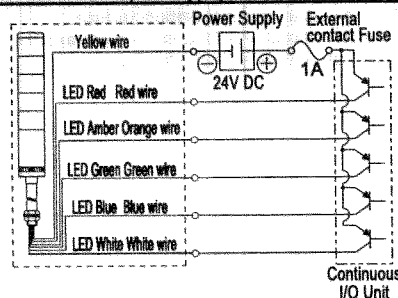 Power Supply
External
contact Fuse
Yellow wire
24V DC
1A
LED Red Red wire
LED Amber Orange wire
LED Green Green wire
LED Blue Blue wire
LED White White wire
Continuous
I/O Unit